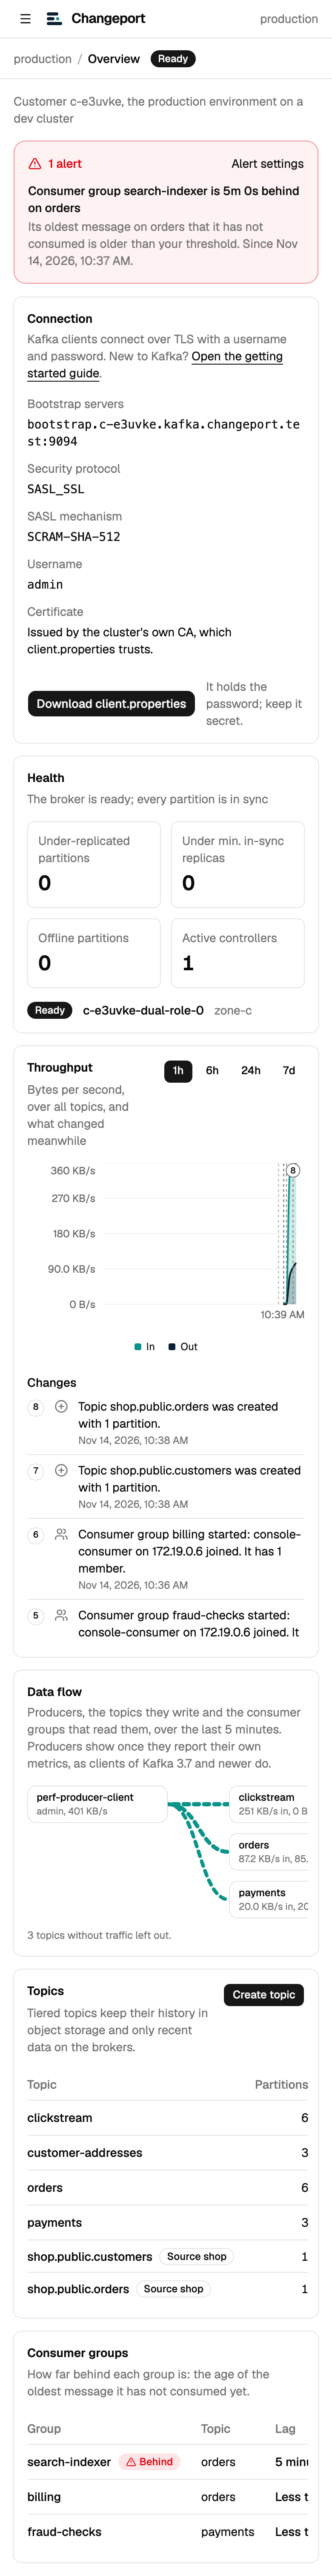 Changeport
production
production / Overview Ready
Customer c-e3uvke, the production environment on a
dev cluster
1 alert
Alert settings
Consumer group search-indexer is 5m 0s behind
on orders
Its oldest message on orders that it has not
consumed is older than your threshold. Since Nov
14, 2026, 10:37 AM.
Connection
Kafka clients connect over TLS with a username
and password. New to Kafka? Open the getting
started guide.
Bootstrap servers
bootstrap.c-e3uvke.kafka.changeport.te
st:9094
Security protocol
SASL_SSL
SASL mechanism
SCRAM-SHA-512
Username
admin
Certificate
Issued by the cluster's own CA, which
client.properties trusts.
Download client.properties
It holds the
password; keep it
secret.
Health
The broker is ready; every partition is in sync
Under-replicated
partitions
0
Under min. in-sync
replicas
0
Offline partitions
0
Active controllers
1
Ready c-e3uvke-dual-role-0 zone-c
Throughput
1h 6h 24h 7d
Bytes per second,
over all topics, and
what changed
meanwhile
360 KB/s
270 KB/s
180 KB/s
90.0 KB/s
0 B/s
8
10:39 AM
In Out
Changes
8 Topic shop.public.orders was created
with 1 partition.
Nov 14, 2026, 10:38 AM
7 Topic shop.public.customers was created
with 1 partition.
Nov 14, 2026, 10:38 AM
6 Consumer group billing started: console-
consumer on 172.19.0.6 joined. It has 1
member.
Nov 14, 2026, 10:36 AM
5 Consumer group fraud-checks started:
console-consumer on 172.19.0.6 joined. It
Data flow
Producers, the topics they write and the consumer
groups that read them, over the last 5 minutes.
Producers show once they report their own
metrics, as clients of Kafka 3.7 and newer do.
perf-producer-client
admin, 401 KB/s
clickstream
251 KB/s in, 0 B
orders
87.2 KB/s in, 85.
payments
20.0 KB/s in, 20
3 topics without traffic left out.
Topics
Create topic
Tiered topics keep their history in
object storage and only recent
data on the brokers.
Topic Partitions
clickstream 6
customer-addresses 3
orders 6
payments 3
shop.public.customers Source shop 1
shop.public.orders Source shop 1
Consumer groups
How far behind each group is: the age of the
oldest message it has not consumed yet.
Group Topic Lag
search-indexer Behind orders 5 minu
billing orders Less t
fraud-checks payments Less t